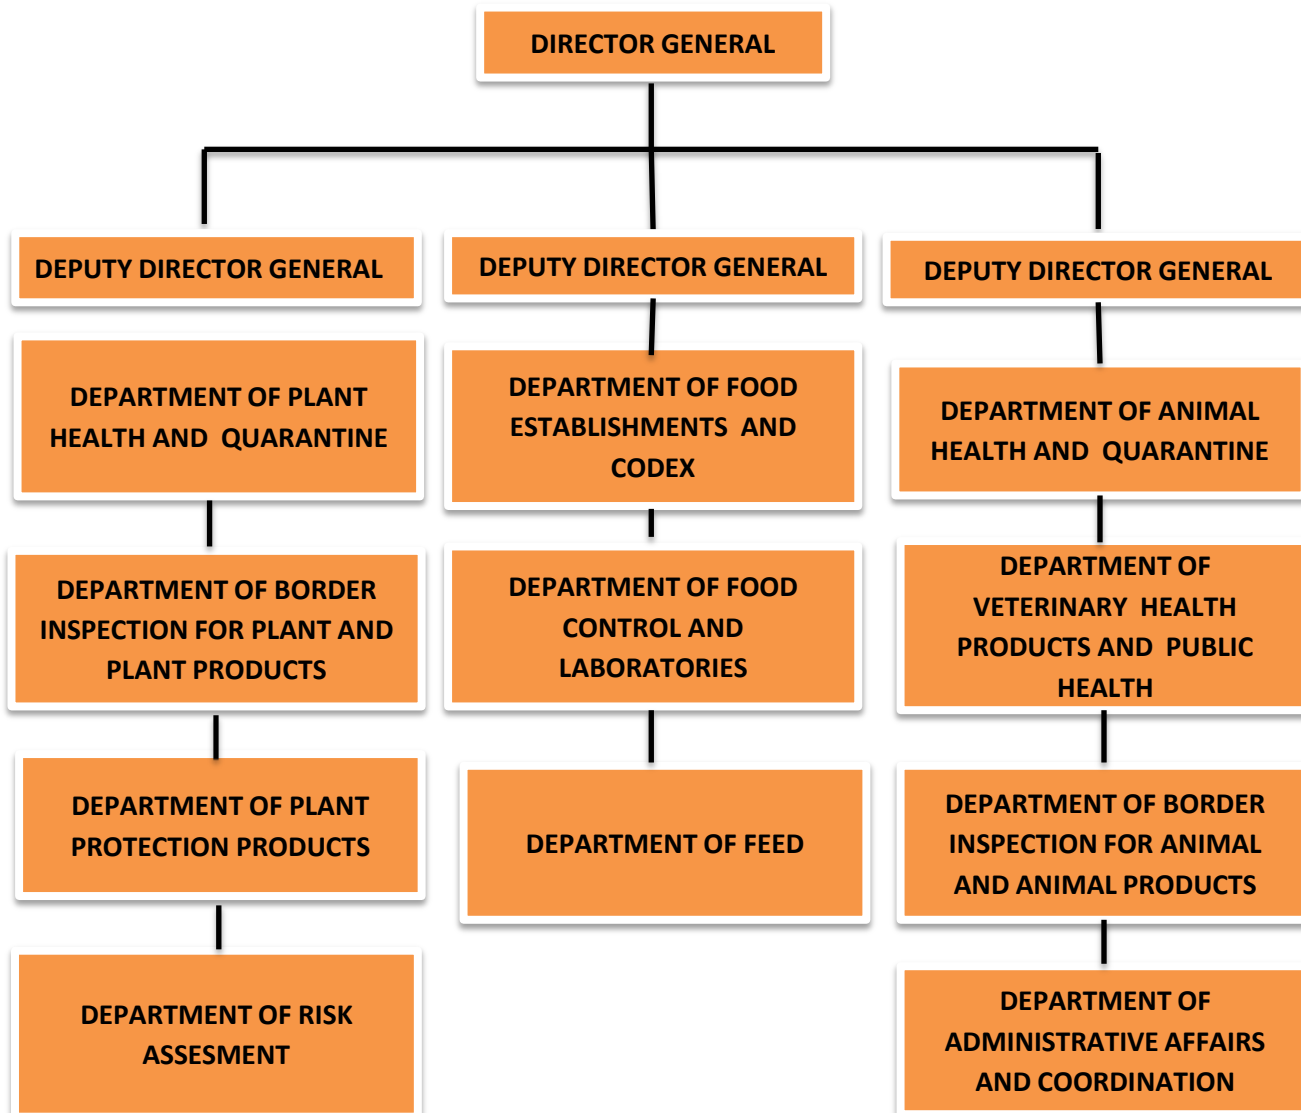 DIRECTOR GENERAL
DEPUTY DIRECTOR GENERAL
DEPUTY DIRECTOR GENERAL
DEPUTY DIRECTOR GENERAL
DEPARTMENT OF PLANT
HEALTH AND QUARANTINE
DEPARTMENT OF FOOD
ESTABLISHMENTS AND
CODEX
DEPARTMENT OF ANIMAL
HEALTH AND QUARANTINE
DEPARTMENT OF BORDER
INSPECTION FOR PLANT AND
PLANT PRODUCTS
DEPARTMENT OF FOOD
CONTROL AND
LABORATORIES
DEPARTMENT OF
VETERINARY HEALTH
PRODUCTS AND PUBLIC
HEALTH
DEPARTMENT OF PLANT
PROTECTION PRODUCTS
DEPARTMENT OF FEED
DEPARTMENT OF BORDER
INSPECTION FOR ANIMAL
AND ANIMAL PRODUCTS
DEPARTMENT OF RISK
ASSESMENT
DEPARTMENT OF
ADMINISTRATIVE AFFAIRS
AND COORDINATION